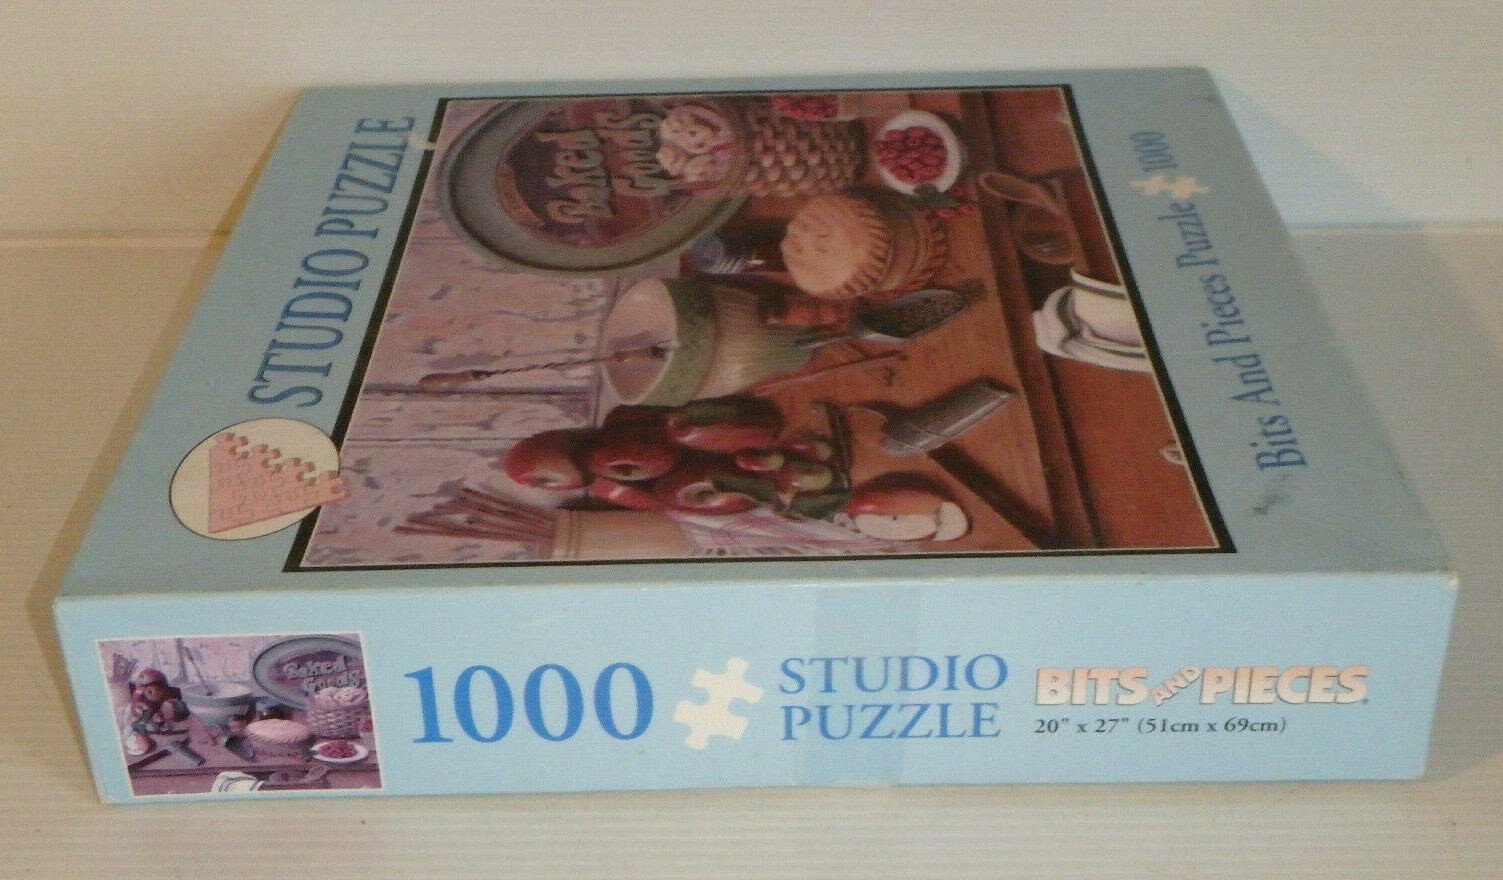 STUDIO PUZZLE
Baked
Goods
Bits And Pieces Puzzle 1000
Baked
Goods
1000
STUDIO
PUZZLE
BITS AND PIECES®
20" x 27" (51cm x 69cm)